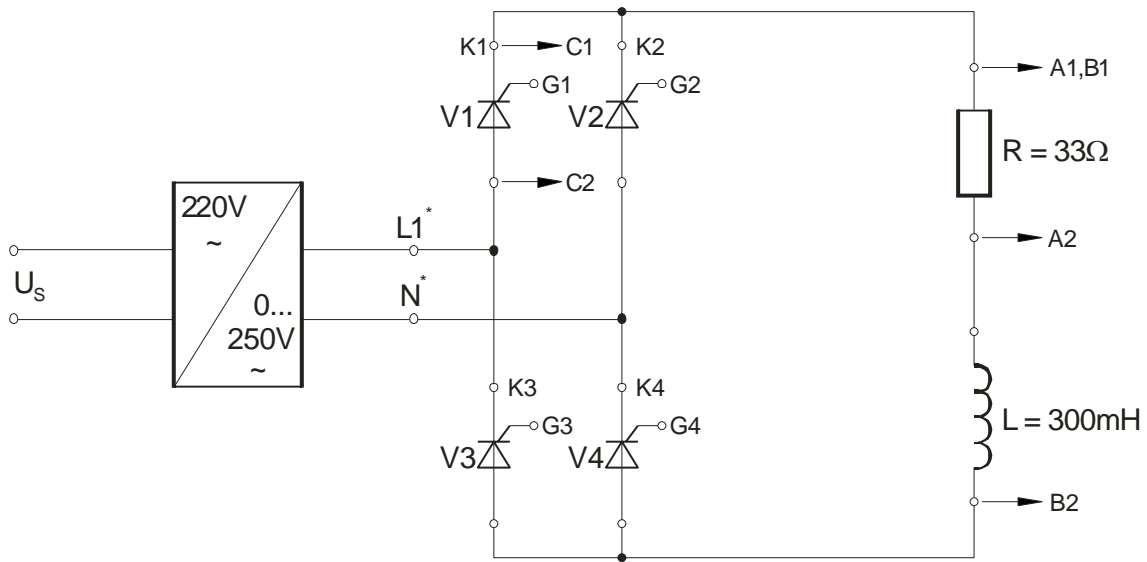 K1
C1
K2
A1,B1
G1
G2
V1
V2
R = 33Ω
C2
220V
~
L1*
A2
U_S
N*
0...
250V
~
K3
K4
G3
G4
L = 300mH
V3
V4
B2